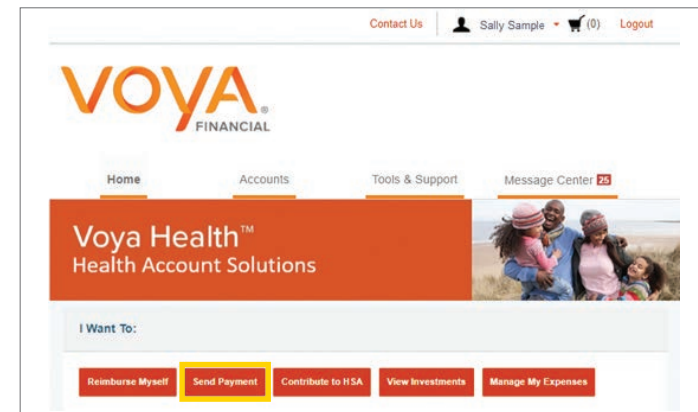 Contact Us Sally Sample (0) Logout
VOYA®
FINANCIAL
Home Accounts Tools & Support Message Center 25
Voya Health™
Health Account Solutions
I Want To:
Reimburse Myself Send Payment Contribute to HSA View Investments Manage My Expenses